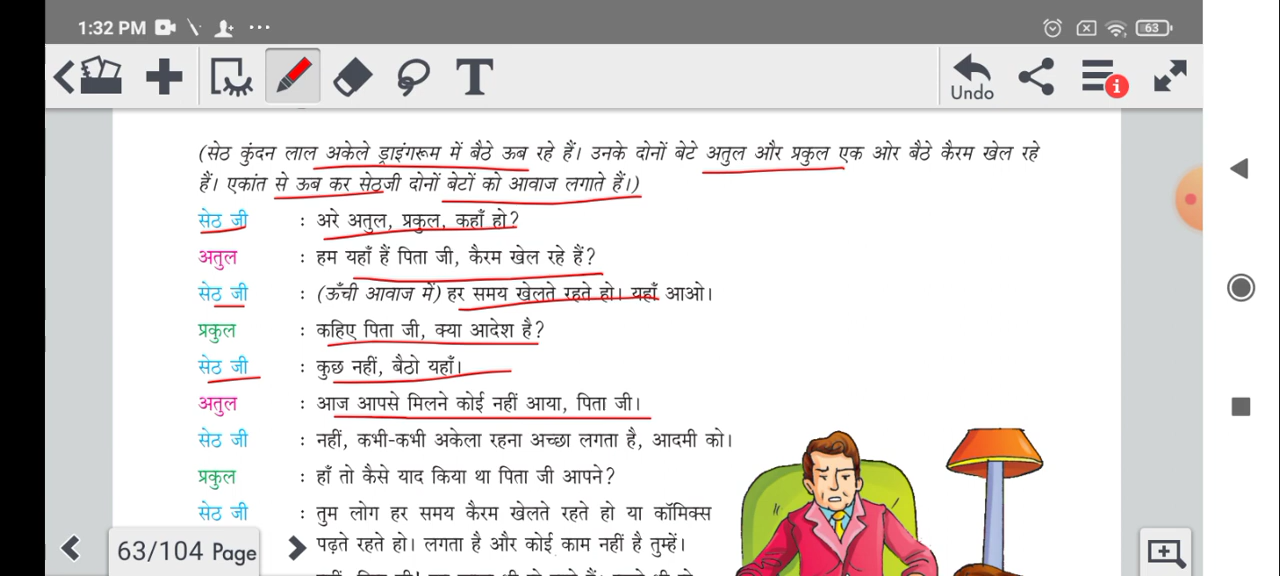 1:32 PM
63
T
Undo
(सेठ कुंदन लाल अकेले ड्राइंगरूम में बैठे ऊब रहे हैं। उनके दोनों बेटे अतुल और प्रकुल एक ओर बैठे कैरम खेल रहे
हैं। एकांत से ऊब कर सेठजी दोनों बेटों को आवाज लगाते हैं।)
सेठ जी : अरे अतुल, प्रकुल, कहाँ हो?
अतुल : हम यहाँ हैं पिता जी, कैरम खेल रहे हैं?
सेठ जी : (ऊँची आवाज में) हर समय खेलते रहते हो। यहाँ आओ।
प्रकुल : कहिए पिता जी, क्या आदेश है?
सेठ जी : कुछ नहीं, बैठो यहाँ।
अतुल : आज आपसे मिलने कोई नहीं आया, पिता जी।
सेठ जी : नहीं, कभी-कभी अकेला रहना अच्छा लगता है, आदमी को।
प्रकुल : हाँ तो कैसे याद किया था पिता जी आपने?
सेठ जी : तुम लोग हर समय कैरम खेलते रहते हो या कॉमिक्स
पढ़ते रहते हो। लगता है और कोई काम नहीं है तुम्हें।
63/104 Page